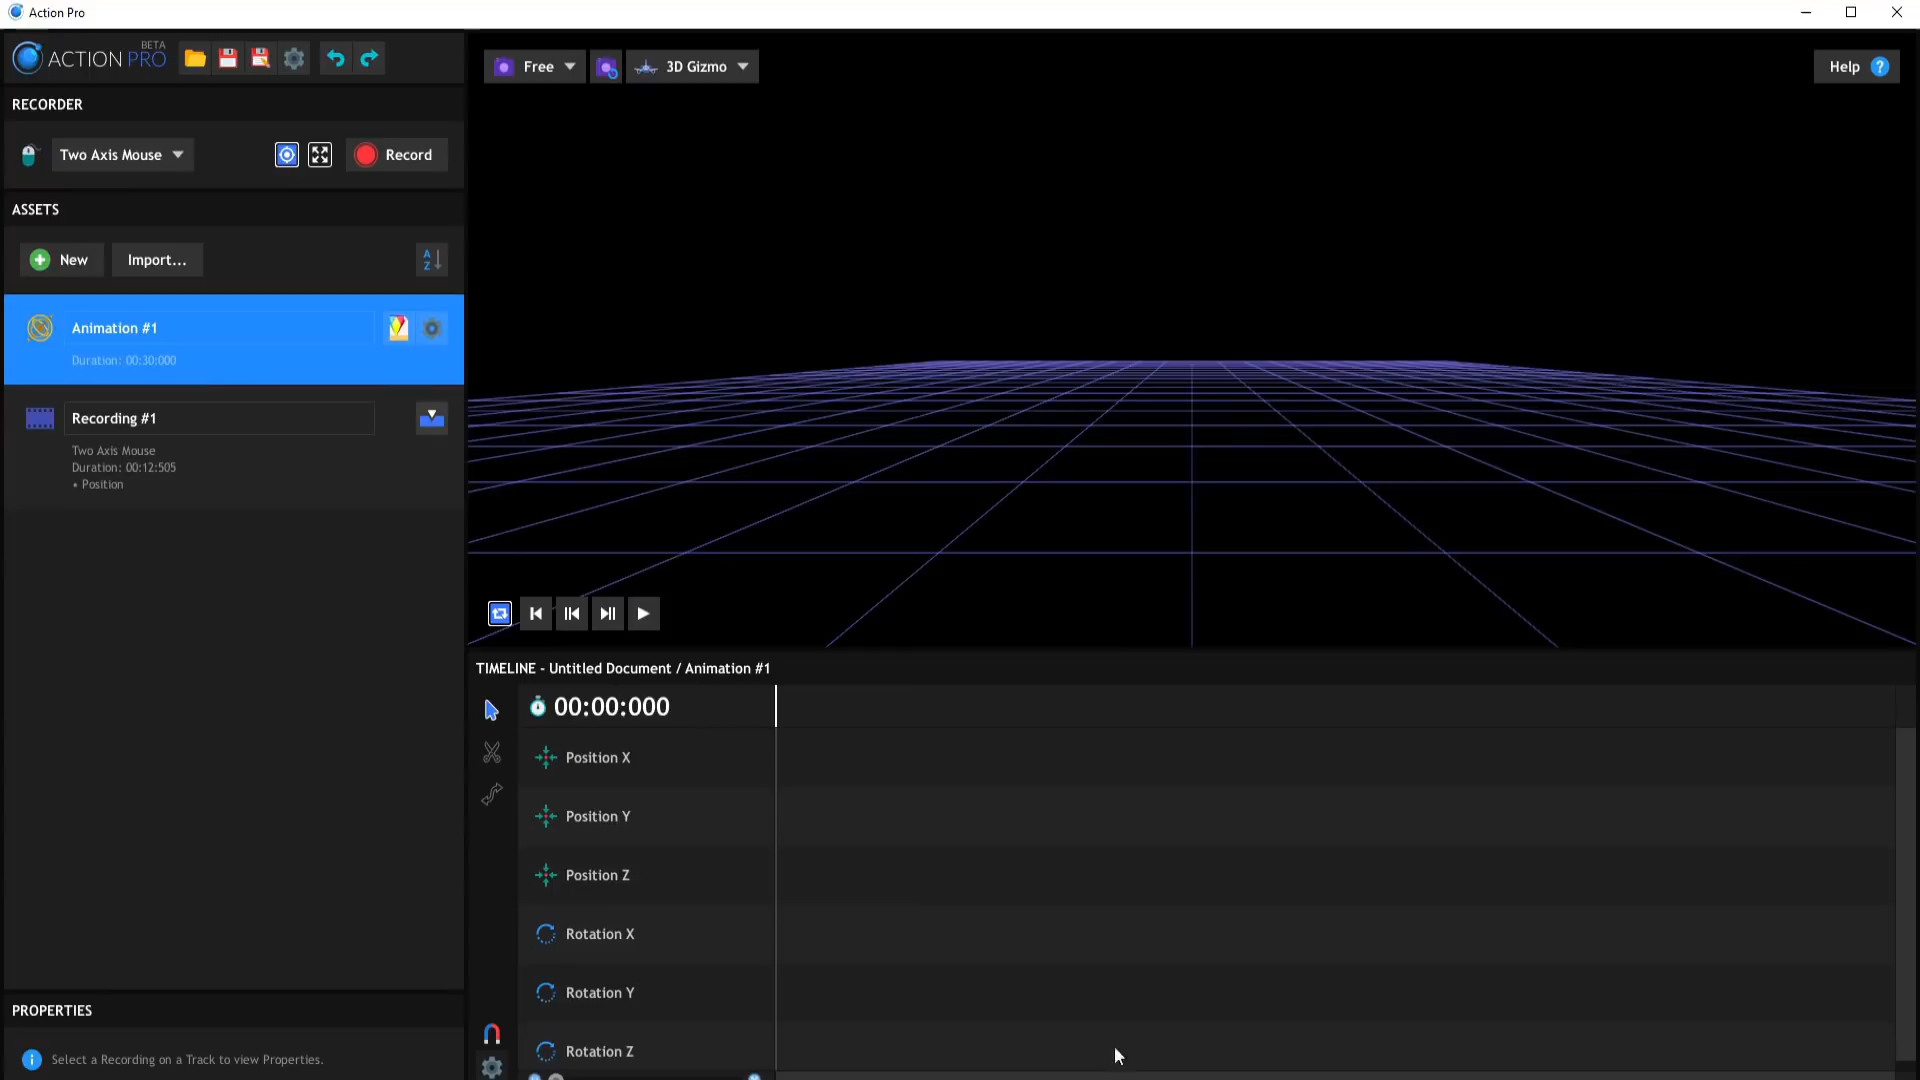 Action Pro
ACTION PRO
BETA
Free
3D Gizmo
Help ?
RECORDER
Two Axis Mouse
Record
ASSETS
New
Import...
A
Z
Animation #1
Duration: 00:30:000
Recording #1
Two Axis Mouse
Duration: 00:12:505
• Position
TIMELINE - Untitled Document / Animation #1
00:00:000
Position X
Position Y
Position Z
Rotation X
Rotation Y
Rotation Z
PROPERTIES
Select a Recording on a Track to view Properties.